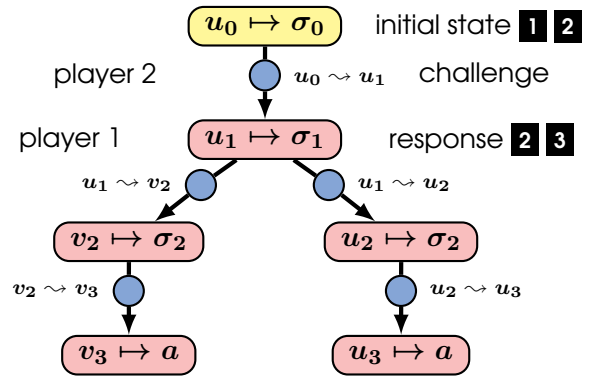 u₀ ↦ σ₀ initial state 1 2
player 2 u₀ ⇝ u₁ challenge
player 1 u₁ ↦ σ₁ response 2 3
u₁ ⇝ v₂ u₁ ⇝ u₂
v₂ ↦ σ₂ u₂ ↦ σ₂
v₂ ⇝ v₃ u₂ ⇝ u₃
v₃ ↦ a u₃ ↦ a